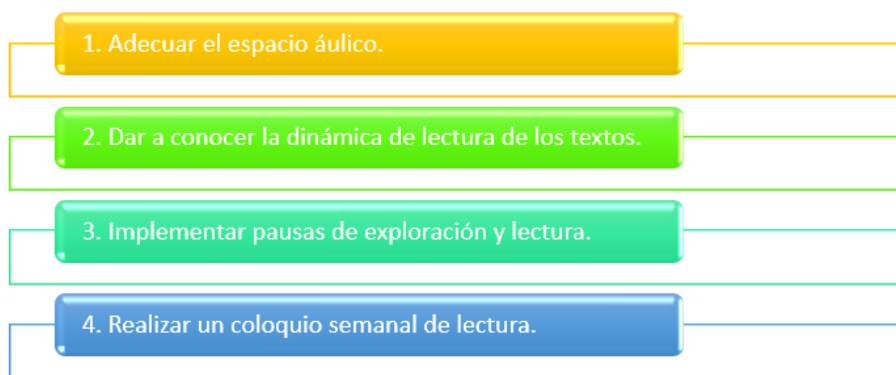 1. Adecuar el espacio áulico.
2. Dar a conocer la dinámica de lectura de los textos.
3. Implementar pausas de exploración y lectura.
4. Realizar un coloquio semanal de lectura.